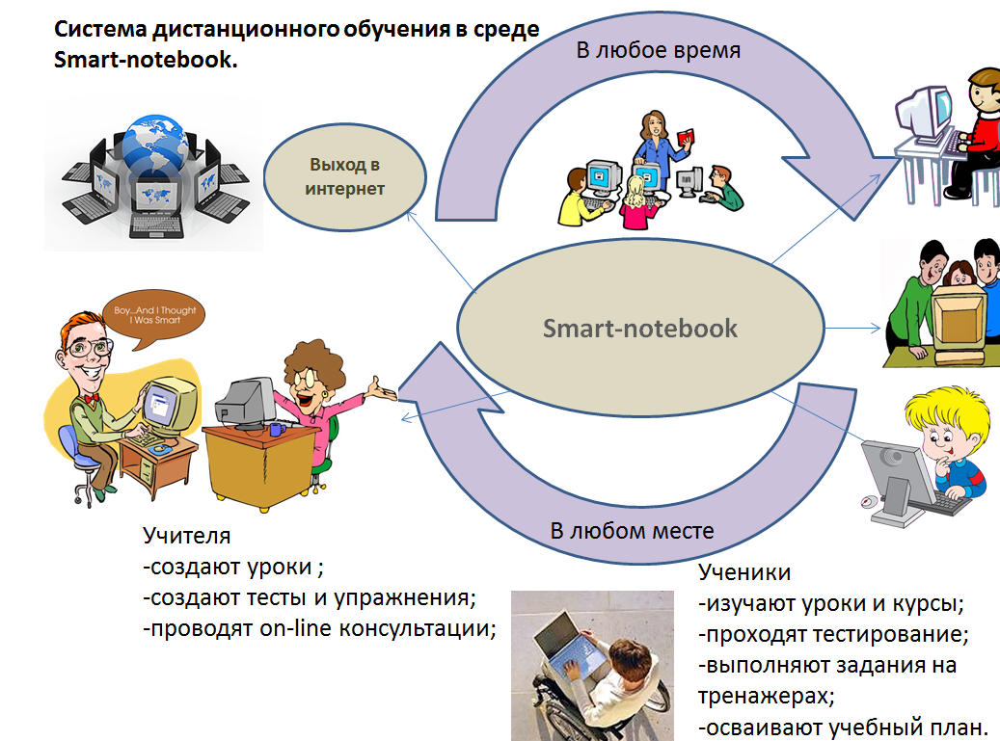 Система дистанционного обучения в среде
Smart-notebook.
В любое время
Выход в
интернет
Smart-notebook
Boy...And I Thought
I Was Smart
В любом месте
Учителя
-создают уроки ;
-создают тесты и упражнения;
-проводят on-line консультации;
Ученики
-изучают уроки и курсы;
-проходят тестирование;
-выполняют задания на
тренажерах;
-осваивают учебный план.